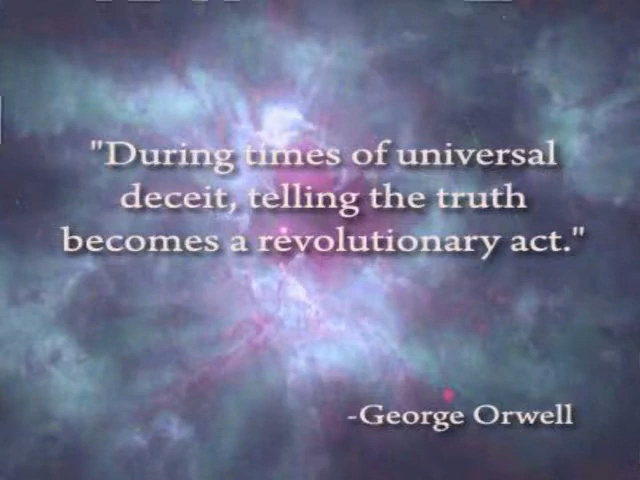 "During times of universal
deceit, telling the truth
becomes a revolutionary act."
-George Orwell